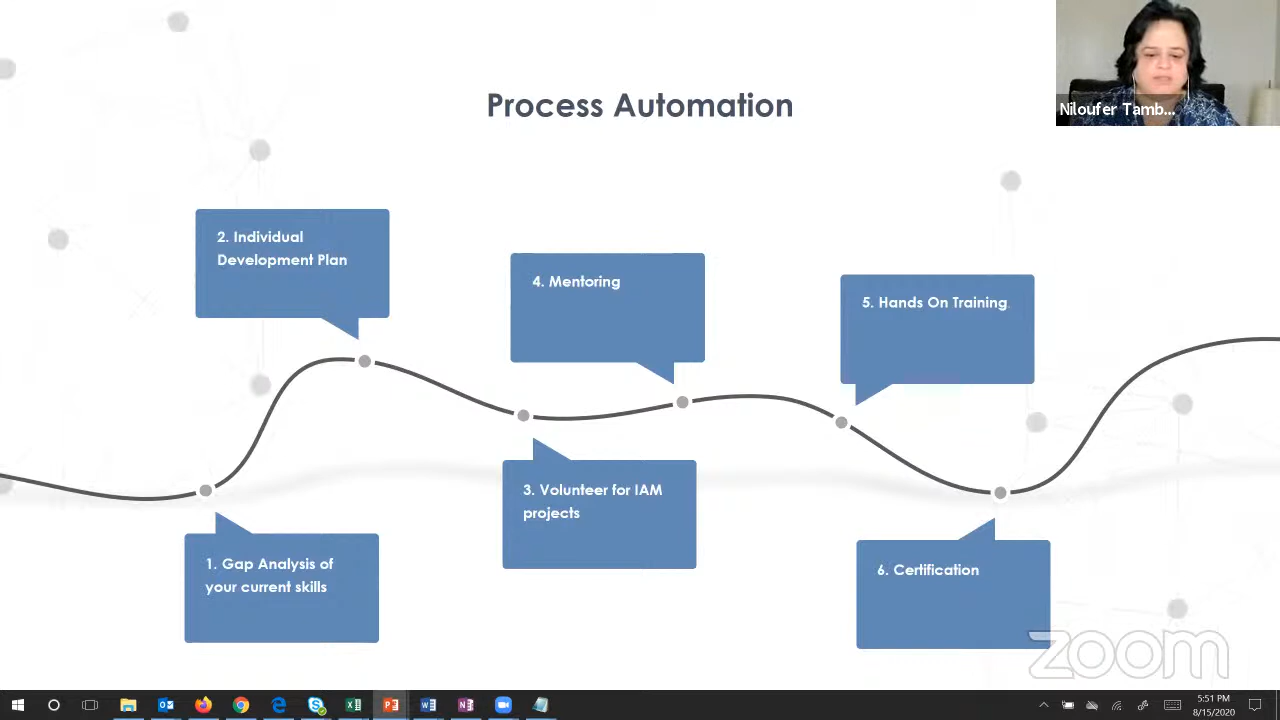 Process Automation
Niloufer Tamb...
2. Individual
Development Plan
4. Mentoring
5. Hands On Training.
3. Volunteer for IAM
projects
1. Gap Analysis of
your current skills
6. Certification
zoom
5:51 PM
8/15/2020